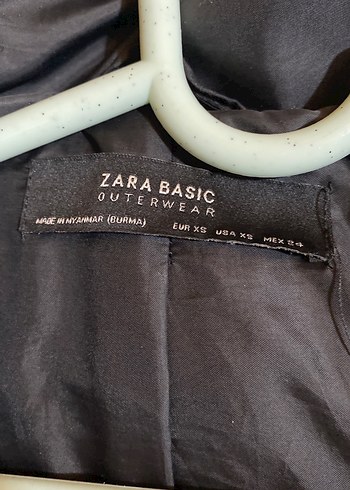 ZARA BASIC
OUTERWEAR
MADE IN MYANMAR (BURMA) EUR XS USA XS MEX 24